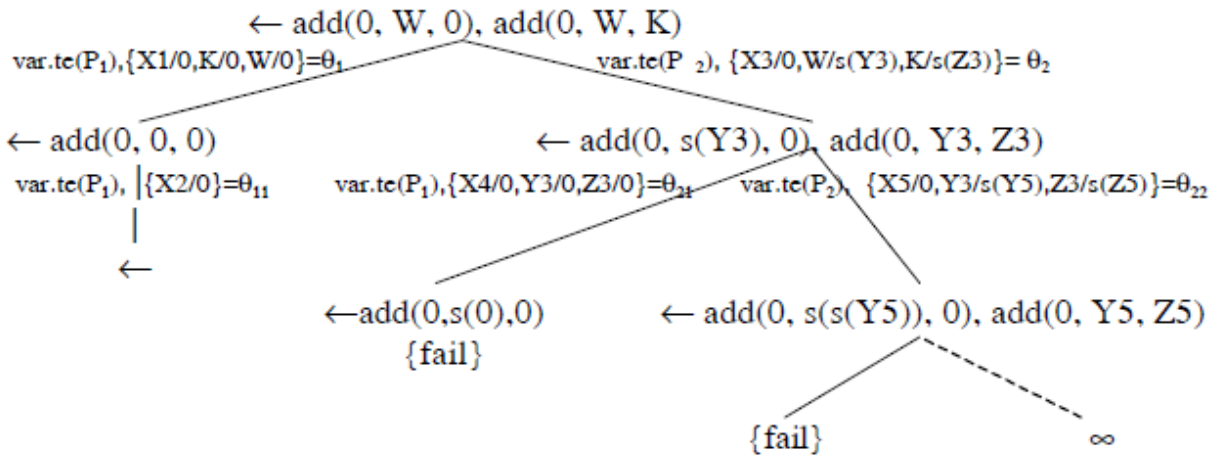 ← add(0, W, 0), add(0, W, K)
var.te(P₁),{X1/0,K/0,W/0}=θ₁ var.te(P ₂), {X3/0,W/s(Y3),K/s(Z3)}= θ₂
← add(0, 0, 0) ← add(0, s(Y3), 0), add(0, Y3, Z3)
var.te(P₁), {X2/0}=θ₁₁ var.te(P₁),{X4/0,Y3/0,Z3/0}=θ₂₁ var.te(P₂), {X5/0,Y3/s(Y5),Z3/s(Z5)}=θ₂₂
←
←add(0,s(0),0) ← add(0, s(s(Y5)), 0), add(0, Y5, Z5)
{fail}
{fail} ∞